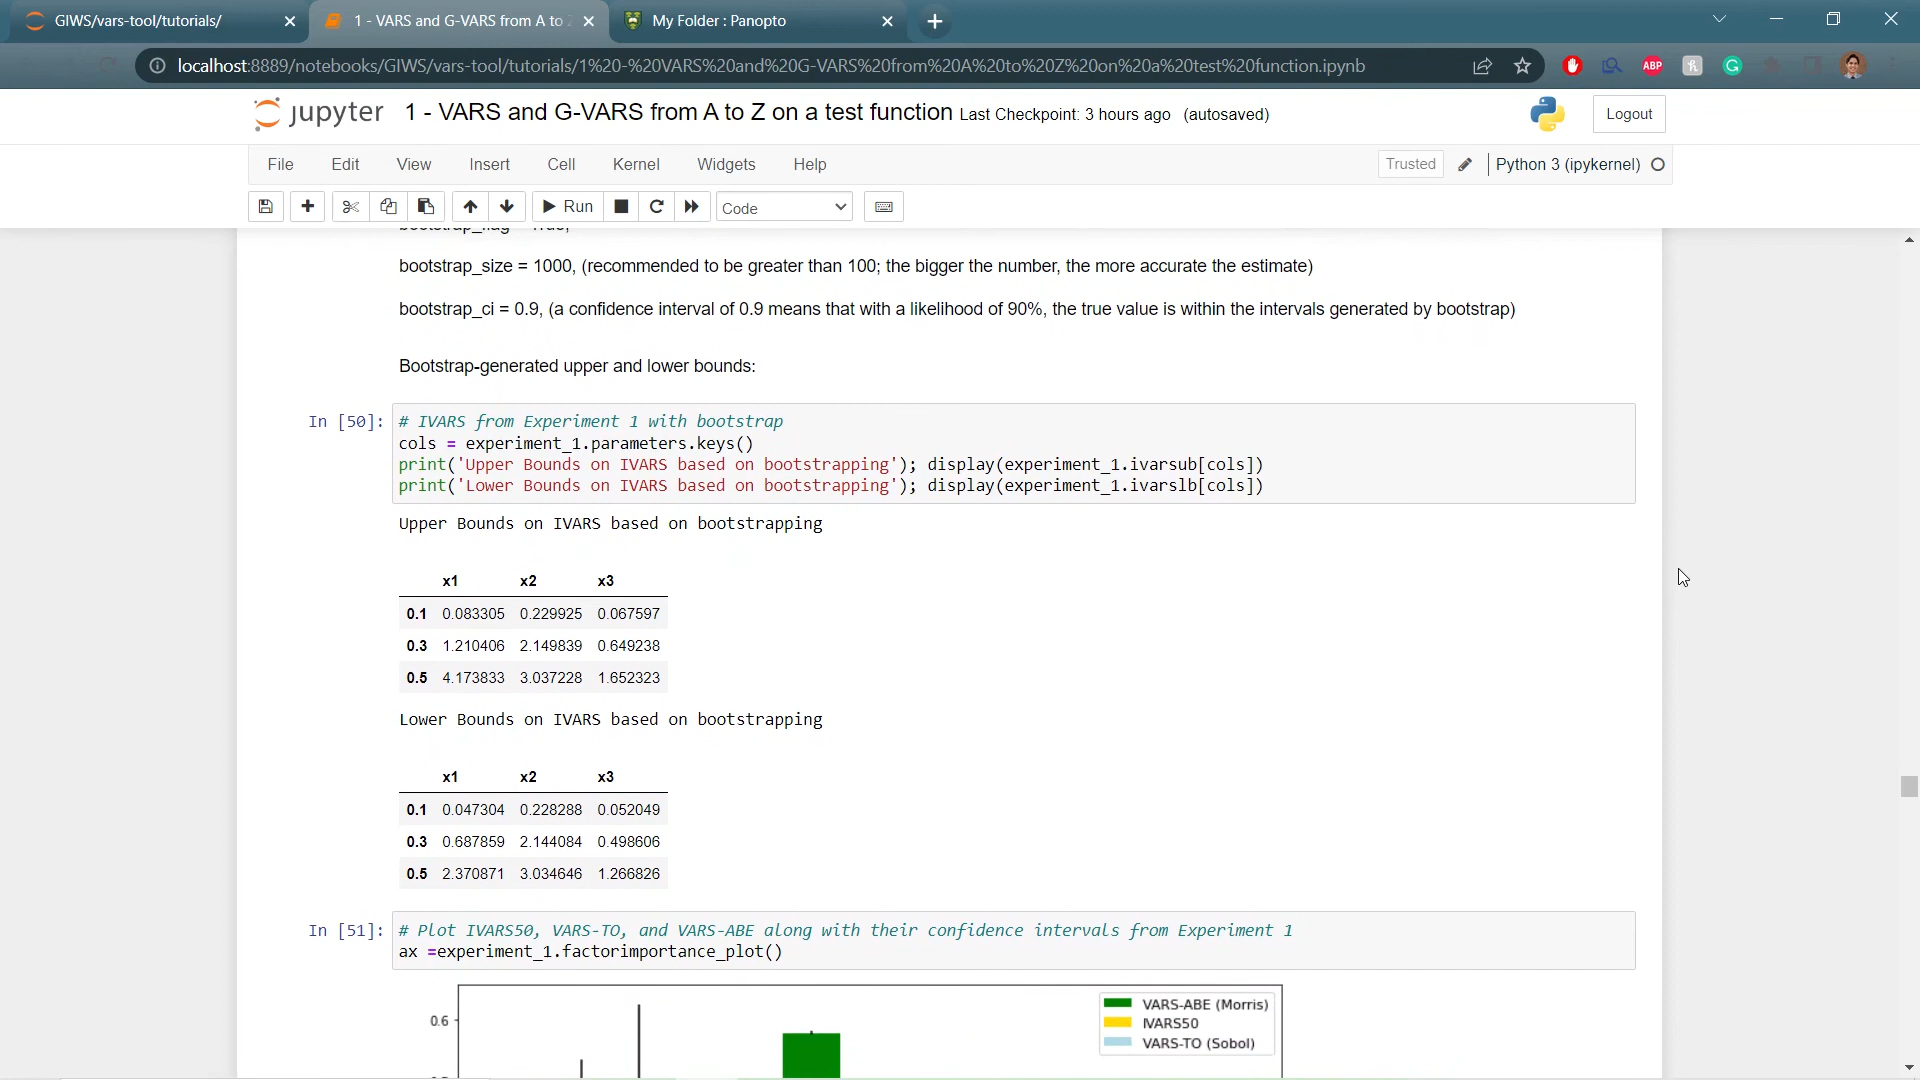 GIWS/vars-tool/tutorials/
1 - VARS and G-VARS from A to
My Folder : Panopto
localhost:8889/notebooks/GIWS/vars-tool/tutorials/1%20-%20VARS%20and%20G-VARS%20from%20A%20to%20Z%20on%20a%20test%20function.ipynb
ABP
jupyter 1 - VARS and G-VARS from A to Z on a test function Last Checkpoint: 3 hours ago (autosaved)
Logout
File Edit View Insert Cell Kernel Widgets Help
Trusted Python 3 (ipykernel)
Run Code
bootstrap_size = 1000, (recommended to be greater than 100; the bigger the number, the more accurate the estimate)
bootstrap_ci = 0.9, (a confidence interval of 0.9 means that with a likelihood of 90%, the true value is within the intervals generated by bootstrap)
Bootstrap-generated upper and lower bounds:
In [50]: # IVARS from Experiment 1 with bootstrap
cols = experiment_1.parameters.keys()
print('Upper Bounds on IVARS based on bootstrapping'); display(experiment_1.ivarsub[cols])
print('Lower Bounds on IVARS based on bootstrapping'); display(experiment_1.ivarslb[cols])
Upper Bounds on IVARS based on bootstrapping
x1 x2 x3
0.1 0.083305 0.229925 0.067597
0.3 1.210406 2.149839 0.649238
0.5 4.173833 3.037228 1.652323
Lower Bounds on IVARS based on bootstrapping
x1 x2 x3
0.1 0.047304 0.228288 0.052049
0.3 0.687859 2.144084 0.498606
0.5 2.370871 3.034646 1.266826
In [51]: # Plot IVARS50, VARS-TO, and VARS-ABE along with their confidence intervals from Experiment 1
ax =experiment_1.factorimportance_plot()
VARS-ABE (Morris)
0.6
IVARS50
VARS-TO (Sobol)